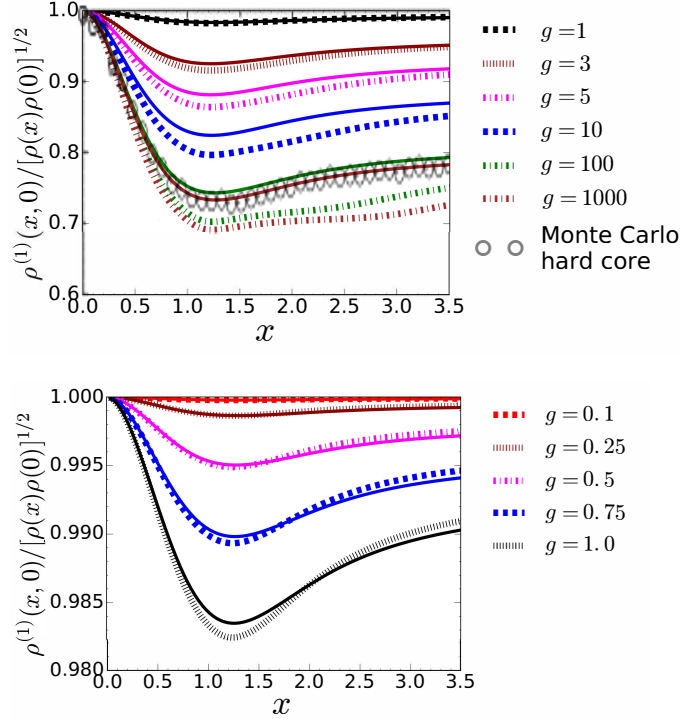 1.0
0.9
0.8
0.7
0.6
ρ⁽¹⁾(x, 0)/[ρ(x)ρ(0)]^{1/2}
0.0 0.5 1.0 1.5 2.0 2.5 3.0 3.5
x
g = 1
g = 3
g = 5
g = 10
g = 100
g = 1000
Monte Carlo
hard core
1.000
0.995
0.990
0.985
0.980
ρ⁽¹⁾(x, 0)/[ρ(x)ρ(0)]^{1/2}
0.0 0.5 1.0 1.5 2.0 2.5 3.0 3.5
x
g = 0.1
g = 0.25
g = 0.5
g = 0.75
g = 1.0